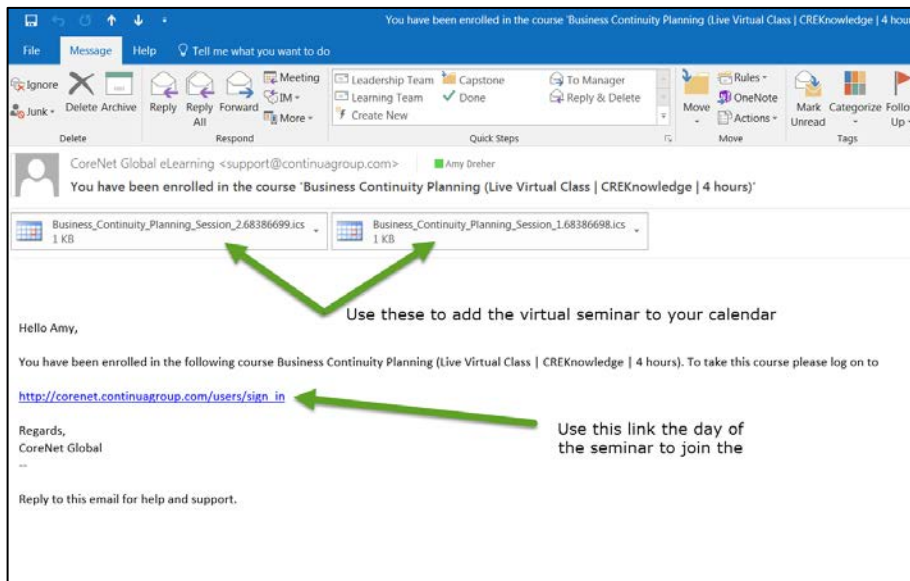 You have been enrolled in the course 'Business Continuity Planning (Live Virtual Class | CREKnowledge | 4 hour
File Message Help Tell me what you want to do
Ignore
Junk
Delete Archive
Reply Reply All Forward
Meeting
IM
More
Leadership Team Capstone To Manager
Learning Team Done Reply & Delete
Create New
Move
Rules
OneNote
Actions
Mark Unread Categorize Follo Up
Delete Respond Quick Steps Move Tags
CoreNet Global eLearning <support@continuagroup.com> Amy Dreher
You have been enrolled in the course 'Business Continuity Planning (Live Virtual Class | CREKnowledge | 4 hours)'
Business_Continuity_Planning_Session_2.68386699.ics Business_Continuity_Planning_Session_1.68386698.ics
1 KB 1 KB
Use these to add the virtual seminar to your calendar
Hello Amy,
You have been enrolled in the following course Business Continuity Planning (Live Virtual Class | CREKnowledge | 4 hours). To take this course please log on to
http://corenet.continuagroup.com/users/sign_in
Use this link the day of
the seminar to join the
Regards,
CoreNet Global
--
Reply to this email for help and support.